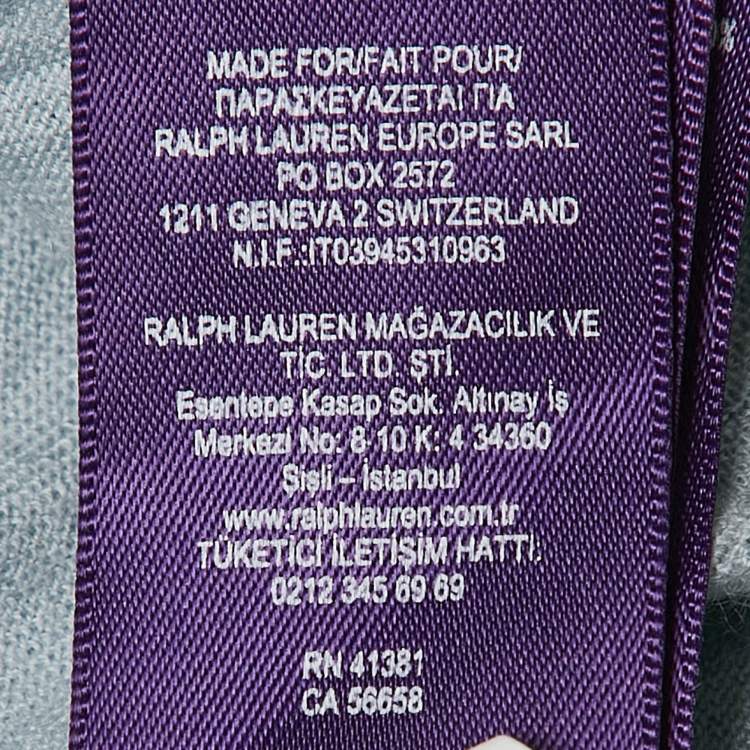 MADE FOR/FAIT POUR/
ΠΑΡΑΣΚΕΥΑΖΕΤΑΙ ΓΙΑ
RALPH LAUREN EUROPE SARL
PO BOX 2572
1211 GENEVA 2 SWITZERLAND
N.I.F.:IT03945310963
RALPH LAUREN MAĞAZACILIK VE
TİC. LTD. ŞTİ.
Esentepe Kasap Sok. Altınay İş
Merkezi No: 8-10 K: 4 34360
Şişli – İstanbul
www.ralphlauren.com.tr
TÜKETİCİ İLETİŞİM HATTI:
0212 345 69 69
RN 41381
CA 56658